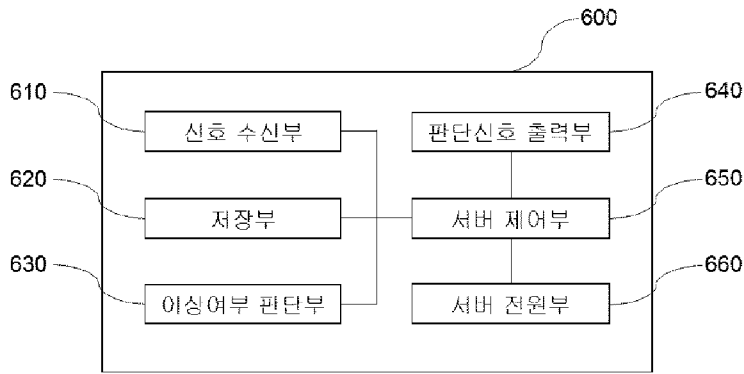 600
610
신호 수신부
판단신호 출력부
640
620
저장부
서버 제어부
650
630
이상여부 판단부
서버 전원부
660